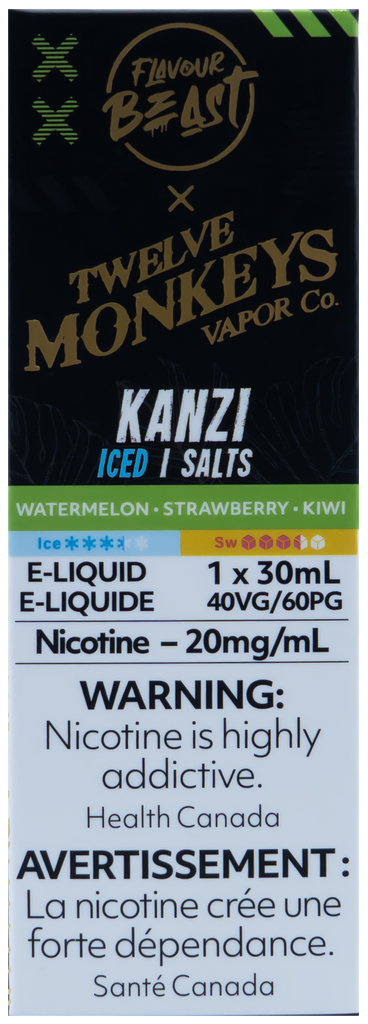 FLAVOUR
BEAST
X
TWELVE
MONKEYS
VAPOR Co.
KANZI
ICED | SALTS
WATERMELON · STRAWBERRY · KIWI
Ice Sw
E-LIQUID 1 x 30mL
E-LIQUIDE 40VG/60PG
Nicotine – 20mg/mL
WARNING:
Nicotine is highly
addictive.
Health Canada
AVERTISSEMENT :
La nicotine crée une
forte dépendance.
Santé Canada